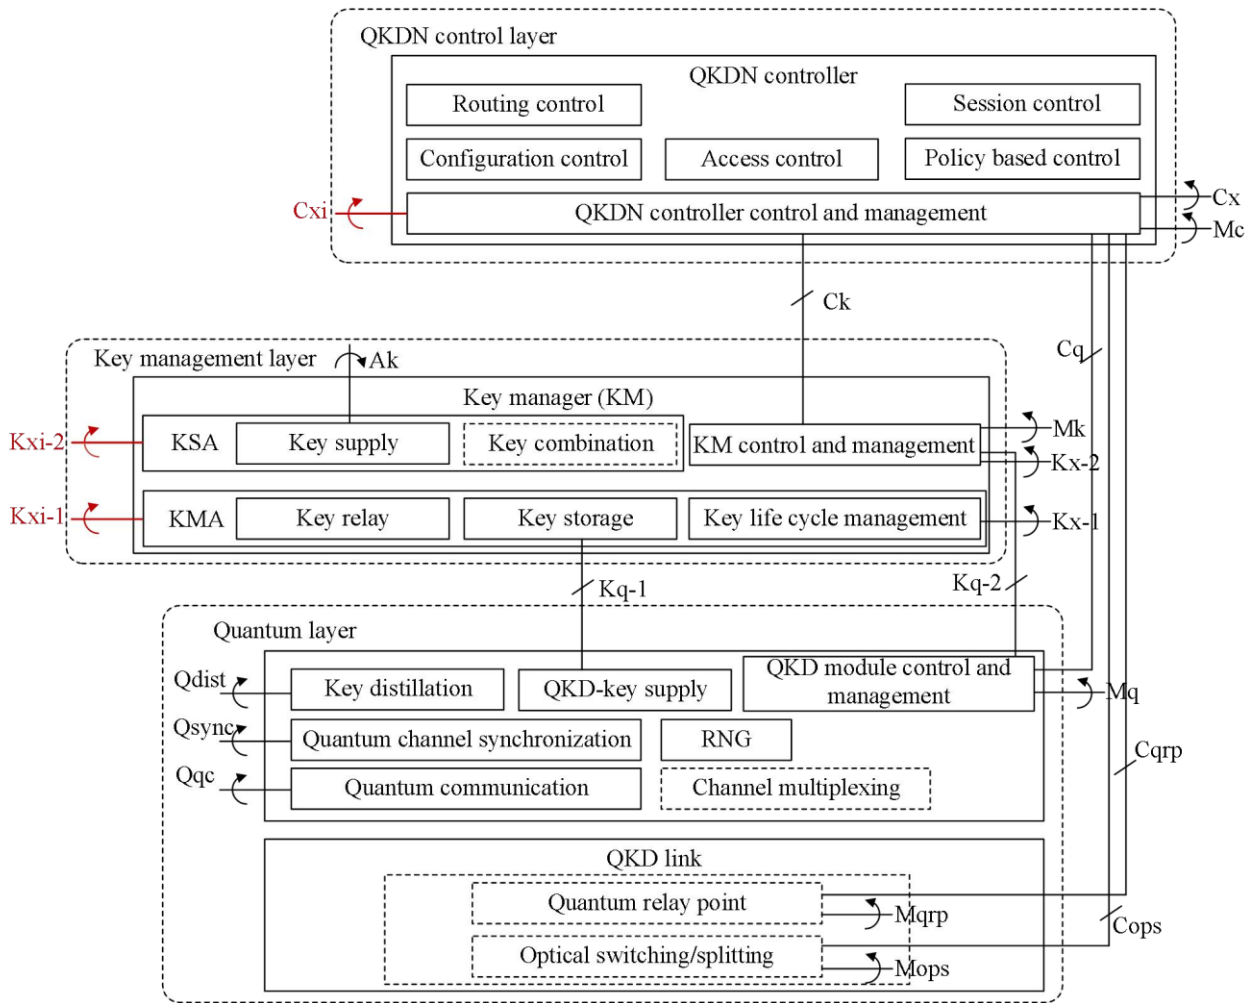 QKDN control layer
QKDN controller
Routing control
Session control
Configuration control
Access control
Policy based control
Cxi
QKDN controller control and management
Cx
Mc
Ck
Cq
Key management layer
Ak
Key manager (KM)
Kxi-2
KSA
Key supply
Key combination
KM control and management
Mk
Kx-2
Kxi-1
KMA
Key relay
Key storage
Key life cycle management
Kx-1
Kq-1
Kq-2
Quantum layer
Qdist
Key distillation
QKD-key supply
QKD module control and
management
Mq
Qsync
Quantum channel synchronization
RNG
Cqrp
Qqc
Quantum communication
Channel multiplexing
QKD link
Quantum relay point
Mqrp
Cops
Optical switching/splitting
Mops